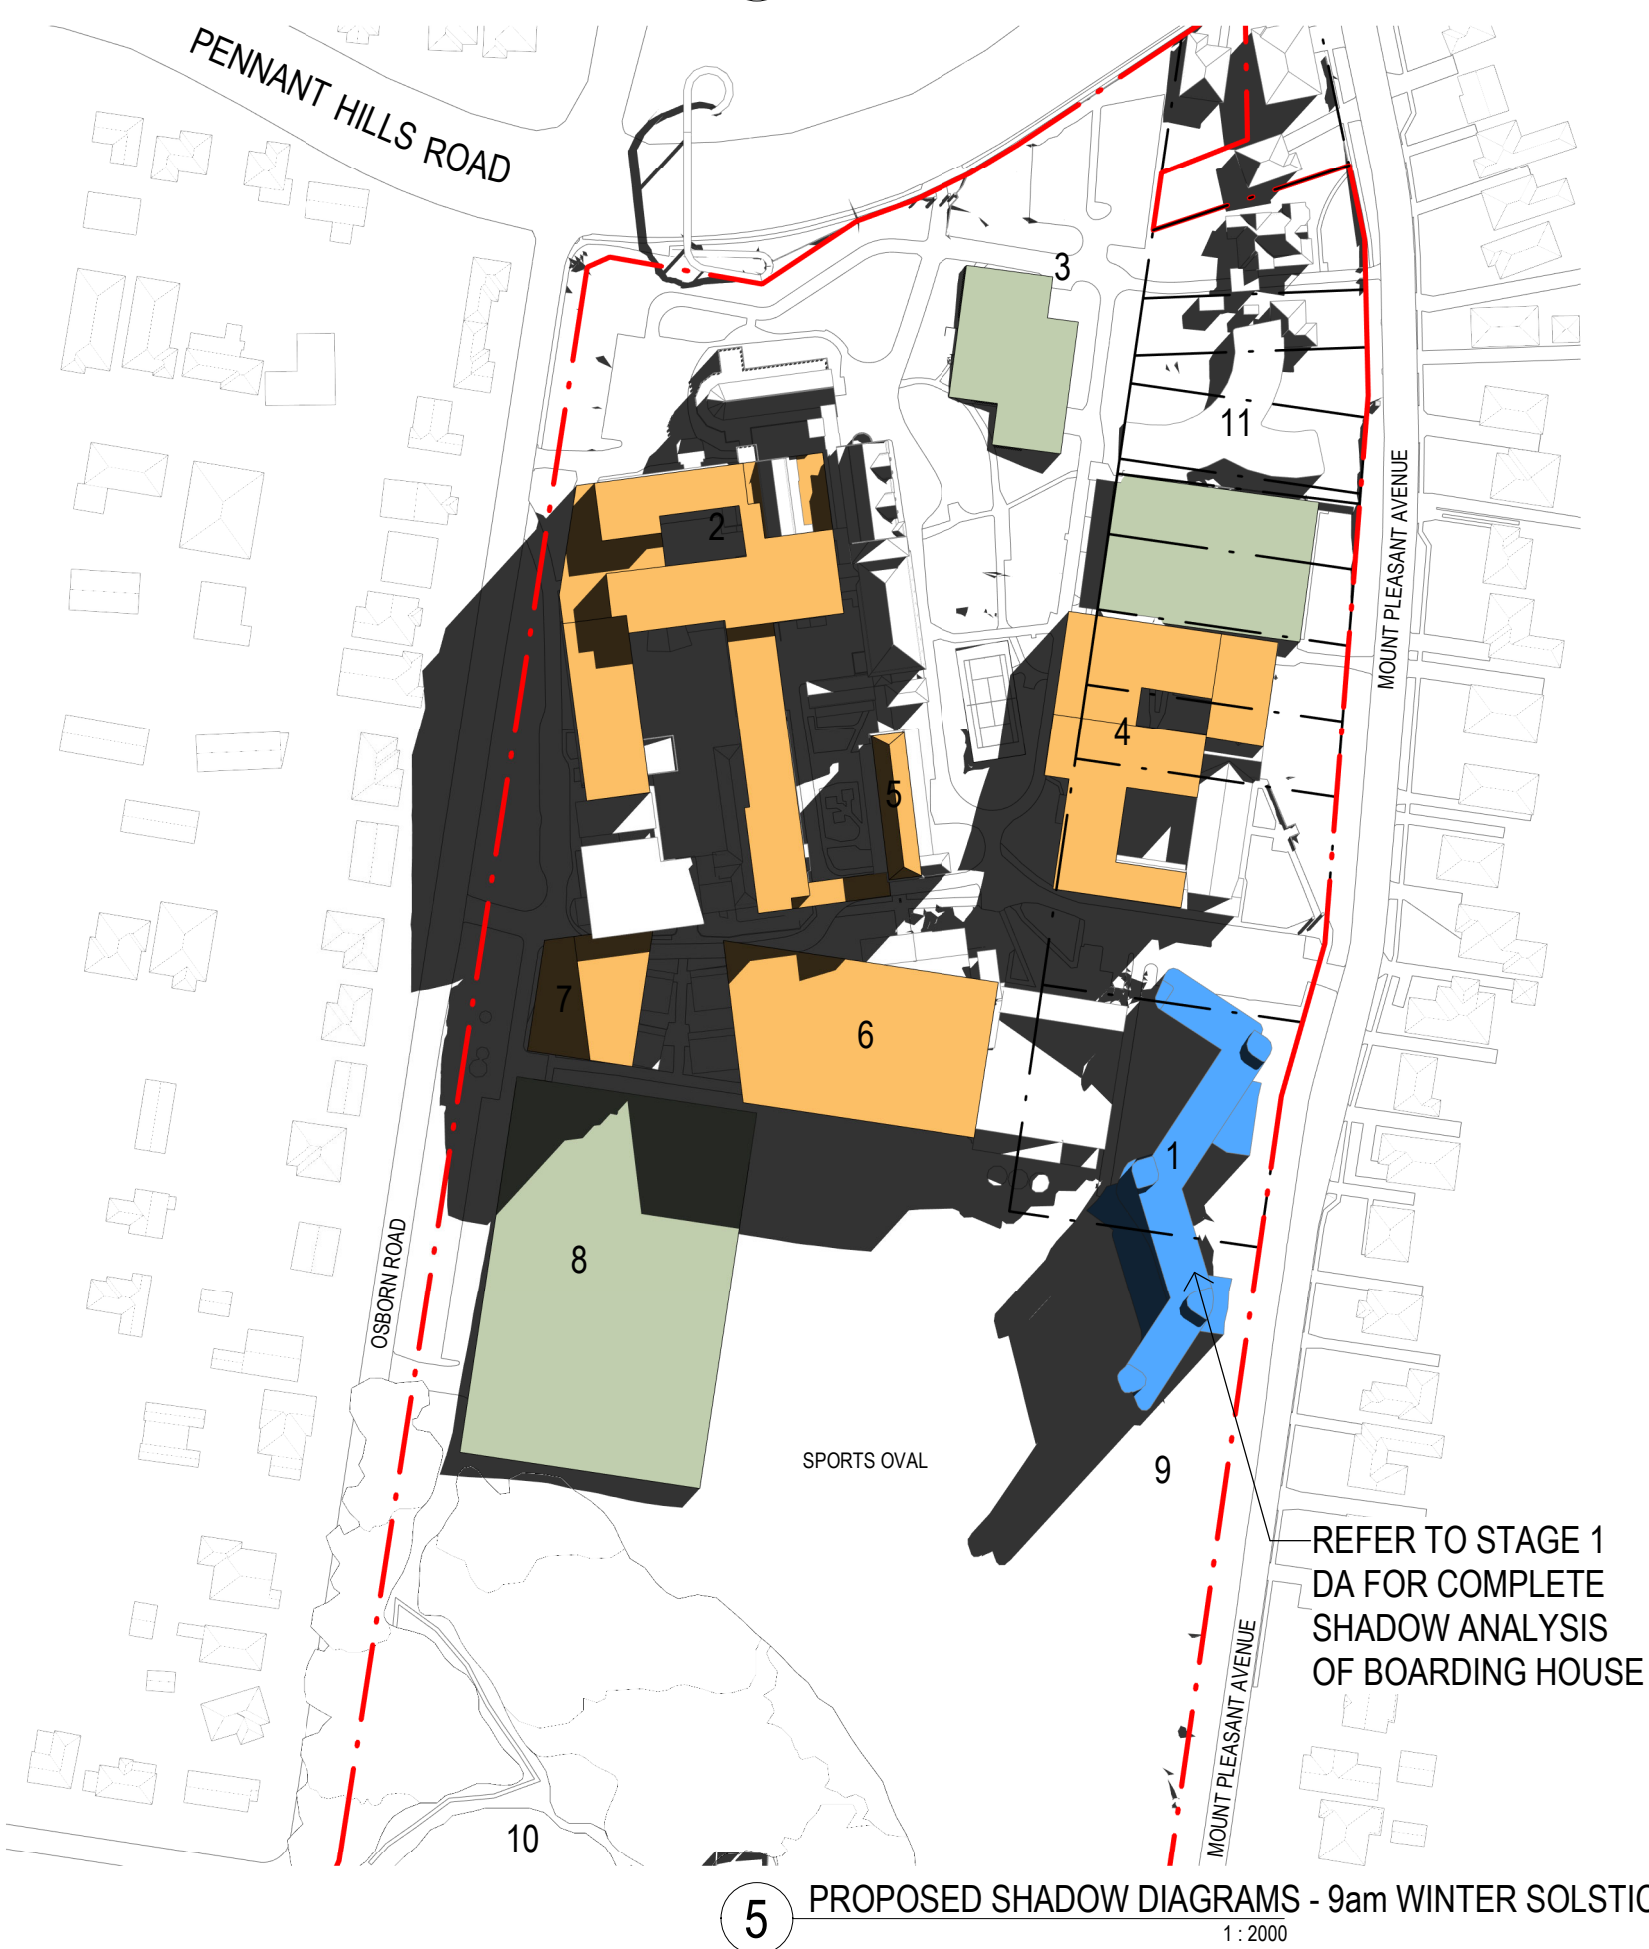 PENNANT HILLS ROAD
3
11
MOUNT PLEASANT AVENUE
2
4
5
7
6
1
8
OSBORN ROAD
SPORTS OVAL
9
REFER TO STAGE 1
DA FOR COMPLETE
SHADOW ANALYSIS
OF BOARDING HOUSE
MOUNT PLEASANT AVENUE
10
5
PROPOSED SHADOW DIAGRAMS - 9am WINTER SOLSTIC
1 : 2000